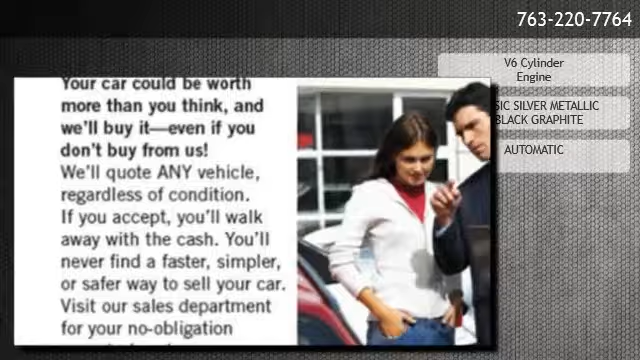 763-220-7764
V6 Cylinder
Engine
SIC SILVER METALLIC
BLACK GRAPHITE
AUTOMATIC
Your car could be worth
more than you think, and
we'll buy it—even if you
don't buy from us!
We'll quote ANY vehicle,
regardless of condition.
If you accept, you'll walk
away with the cash. You'll
never find a faster, simpler,
or safer way to sell your car.
Visit our sales department
for your no-obligation